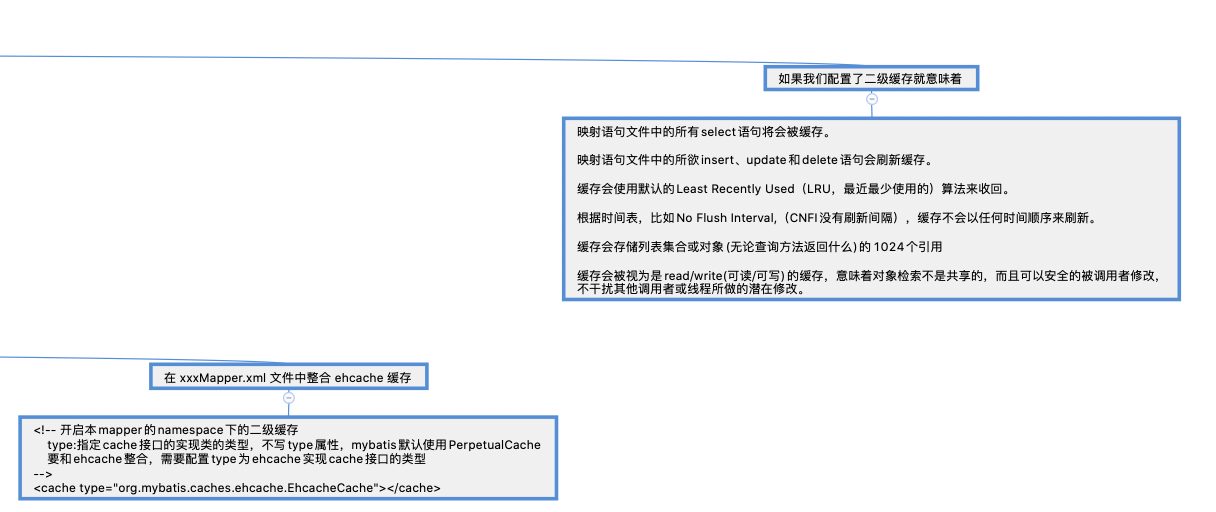 如果我们配置了二级缓存就意味着
映射语句文件中的所有select语句将会被缓存。
映射语句文件中的所欲insert、update和delete语句会刷新缓存。
缓存会使用默认的Least Recently Used（LRU，最近最少使用的）算法来收回。
根据时间表，比如No Flush Interval,（CNFI没有刷新间隔），缓存不会以任何时间顺序来刷新。
缓存会存储列表集合或对象(无论查询方法返回什么)的1024个引用
缓存会被视为是read/write(可读/可写)的缓存，意味着对象检索不是共享的，而且可以安全的被调用者修改，
不干扰其他调用者或线程所做的潜在修改。
在 xxxMapper.xml 文件中整合 ehcache 缓存
<!-- 开启本mapper的namespace下的二级缓存
type:指定cache接口的实现类的类型，不写type属性，mybatis默认使用PerpetualCache
要和ehcache整合，需要配置type为ehcache实现cache接口的类型
-->
<cache type="org.mybatis.caches.ehcache.EhcacheCache"></cache>